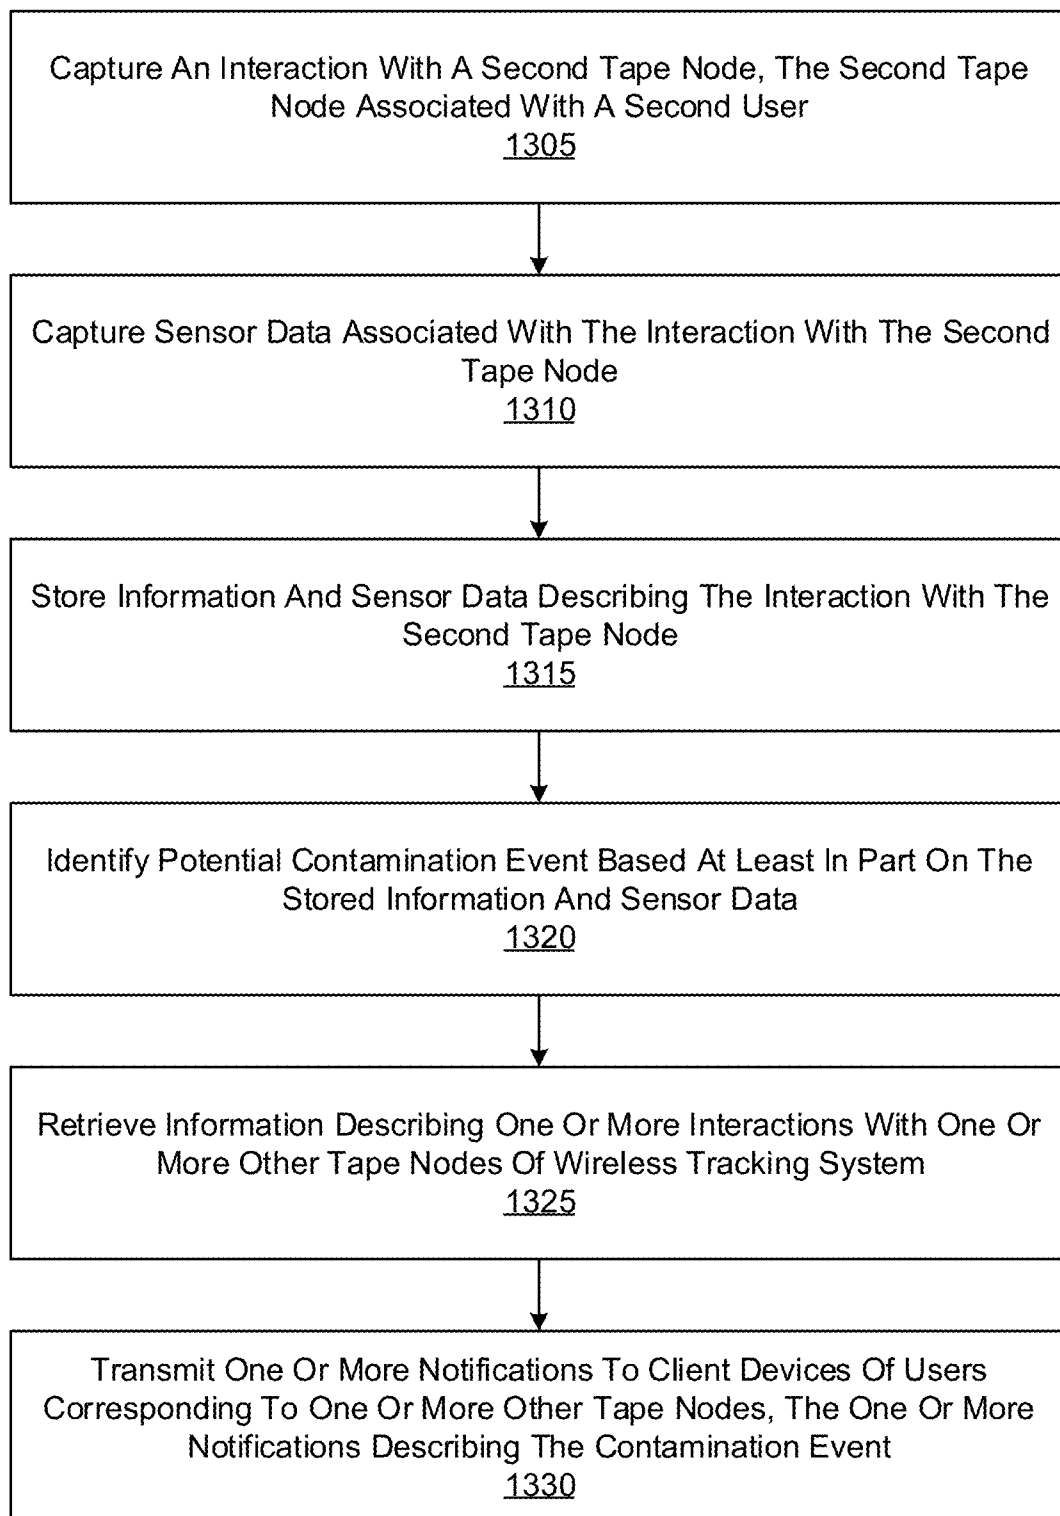 Capture An Interaction With A Second Tape Node, The Second Tape
Node Associated With A Second User
1305
Capture Sensor Data Associated With The Interaction With The Second
Tape Node
1310
Store Information And Sensor Data Describing The Interaction With The
Second Tape Node
1315
Identify Potential Contamination Event Based At Least In Part On The
Stored Information And Sensor Data
1320
Retrieve Information Describing One Or More Interactions With One Or
More Other Tape Nodes Of Wireless Tracking System
1325
Transmit One Or More Notifications To Client Devices Of Users
Corresponding To One Or More Other Tape Nodes, The One Or More
Notifications Describing The Contamination Event
1330